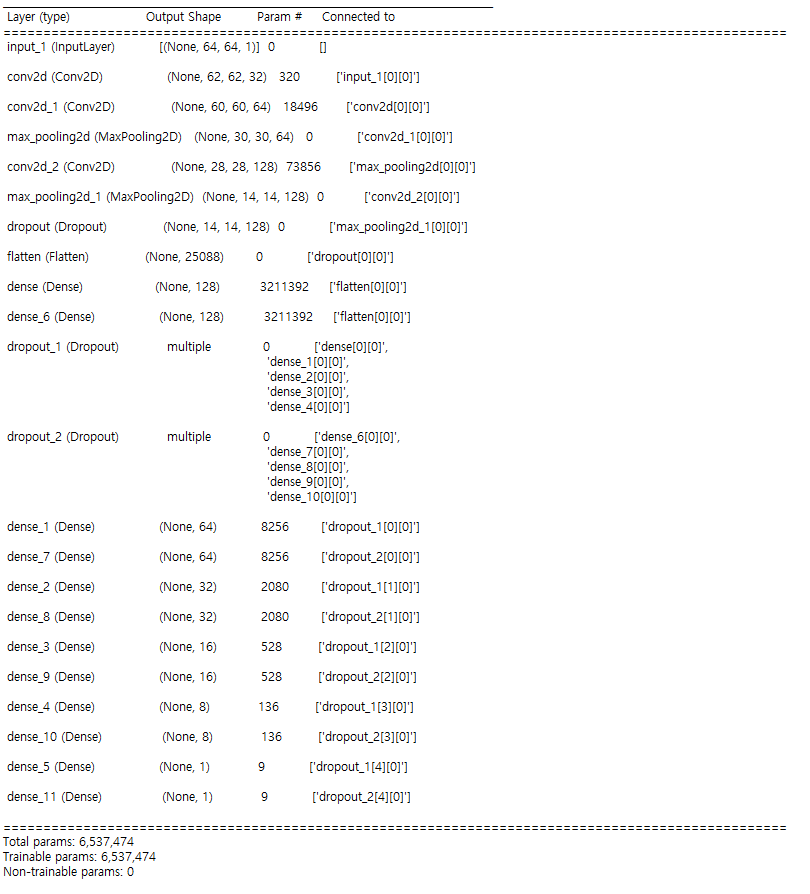 Layer (type) Output Shape Param # Connected to
==================================================================================================
input_1 (InputLayer) [(None, 64, 64, 1)] 0 []
conv2d (Conv2D) (None, 62, 62, 32) 320 ['input_1[0][0]']
conv2d_1 (Conv2D) (None, 60, 60, 64) 18496 ['conv2d[0][0]']
max_pooling2d (MaxPooling2D) (None, 30, 30, 64) 0 ['conv2d_1[0][0]']
conv2d_2 (Conv2D) (None, 28, 28, 128) 73856 ['max_pooling2d[0][0]']
max_pooling2d_1 (MaxPooling2D) (None, 14, 14, 128) 0 ['conv2d_2[0][0]']
dropout (Dropout) (None, 14, 14, 128) 0 ['max_pooling2d_1[0][0]']
flatten (Flatten) (None, 25088) 0 ['dropout[0][0]']
dense (Dense) (None, 128) 3211392 ['flatten[0][0]']
dense_6 (Dense) (None, 128) 3211392 ['flatten[0][0]']
dropout_1 (Dropout) multiple 0 ['dense[0][0]',
'dense_1[0][0]',
'dense_2[0][0]',
'dense_3[0][0]',
'dense_4[0][0]']
dropout_2 (Dropout) multiple 0 ['dense_6[0][0]',
'dense_7[0][0]',
'dense_8[0][0]',
'dense_9[0][0]',
'dense_10[0][0]']
dense_1 (Dense) (None, 64) 8256 ['dropout_1[0][0]']
dense_7 (Dense) (None, 64) 8256 ['dropout_2[0][0]']
dense_2 (Dense) (None, 32) 2080 ['dropout_1[1][0]']
dense_8 (Dense) (None, 32) 2080 ['dropout_2[1][0]']
dense_3 (Dense) (None, 16) 528 ['dropout_1[2][0]']
dense_9 (Dense) (None, 16) 528 ['dropout_2[2][0]']
dense_4 (Dense) (None, 8) 136 ['dropout_1[3][0]']
dense_10 (Dense) (None, 8) 136 ['dropout_2[3][0]']
dense_5 (Dense) (None, 1) 9 ['dropout_1[4][0]']
dense_11 (Dense) (None, 1) 9 ['dropout_2[4][0]']
==================================================================================================
Total params: 6,537,474
Trainable params: 6,537,474
Non-trainable params: 0